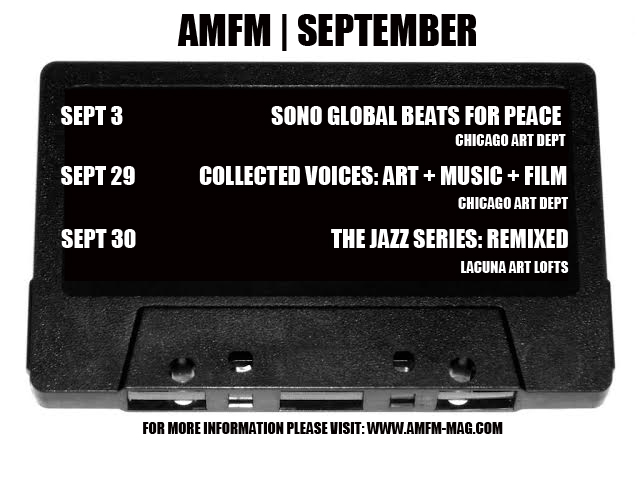 AMFM | SEPTEMBER
SEPT 3 SONO GLOBAL BEATS FOR PEACE
CHICAGO ART DEPT
SEPT 29 COLLECTED VOICES: ART + MUSIC + FILM
CHICAGO ART DEPT
SEPT 30 THE JAZZ SERIES: REMIXED
LACUNA ART LOFTS
FOR MORE INFORMATION PLEASE VISIT: WWW.AMFM-MAG.COM